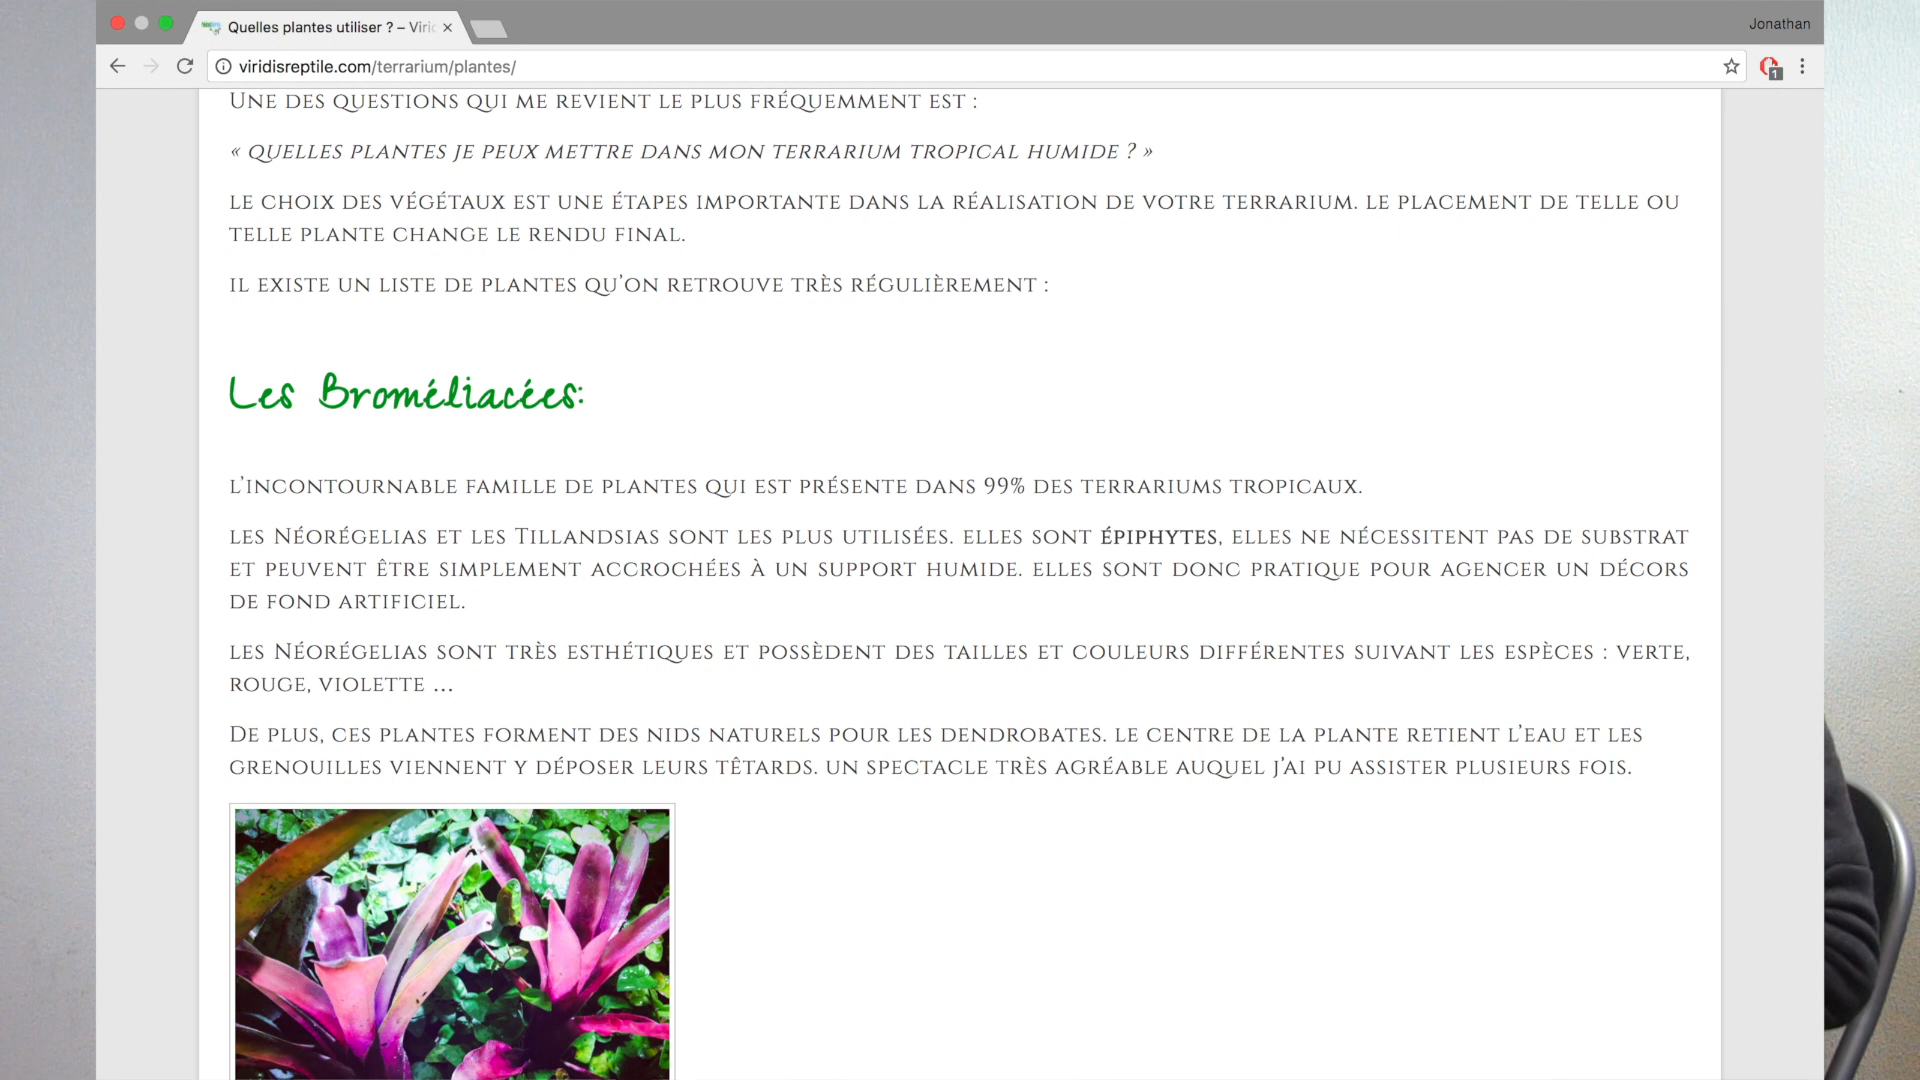 Quelles plantes utiliser ? – Viri
Jonathan
viridisreptile.com/terrarium/plantes/
1
Une des questions qui me revient le plus fréquemment est :
« quelles plantes je peux mettre dans mon terrarium tropical humide ? »
le choix des végétaux est une étapes importante dans la réalisation de votre terrarium. le placement de telle ou
telle plante change le rendu final.
il existe un liste de plantes qu’on retrouve très régulièrement :
Les Broméliacées:
l’incontournable famille de plantes qui est présente dans 99% des terrariums tropicaux.
les Néorégelias et les Tillandsias sont les plus utilisées. elles sont épiphytes, elles ne nécessitent pas de substrat
et peuvent être simplement accrochées à un support humide. elles sont donc pratique pour agencer un décors
de fond artificiel.
les Néorégelias sont très esthétiques et possèdent des tailles et couleurs différentes suivant les espèces : verte,
rouge, violette …
De plus, ces plantes forment des nids naturels pour les dendrobates. le centre de la plante retient l’eau et les
grenouilles viennent y déposer leurs têtards. un spectacle très agréable auquel j’ai pu assister plusieurs fois.